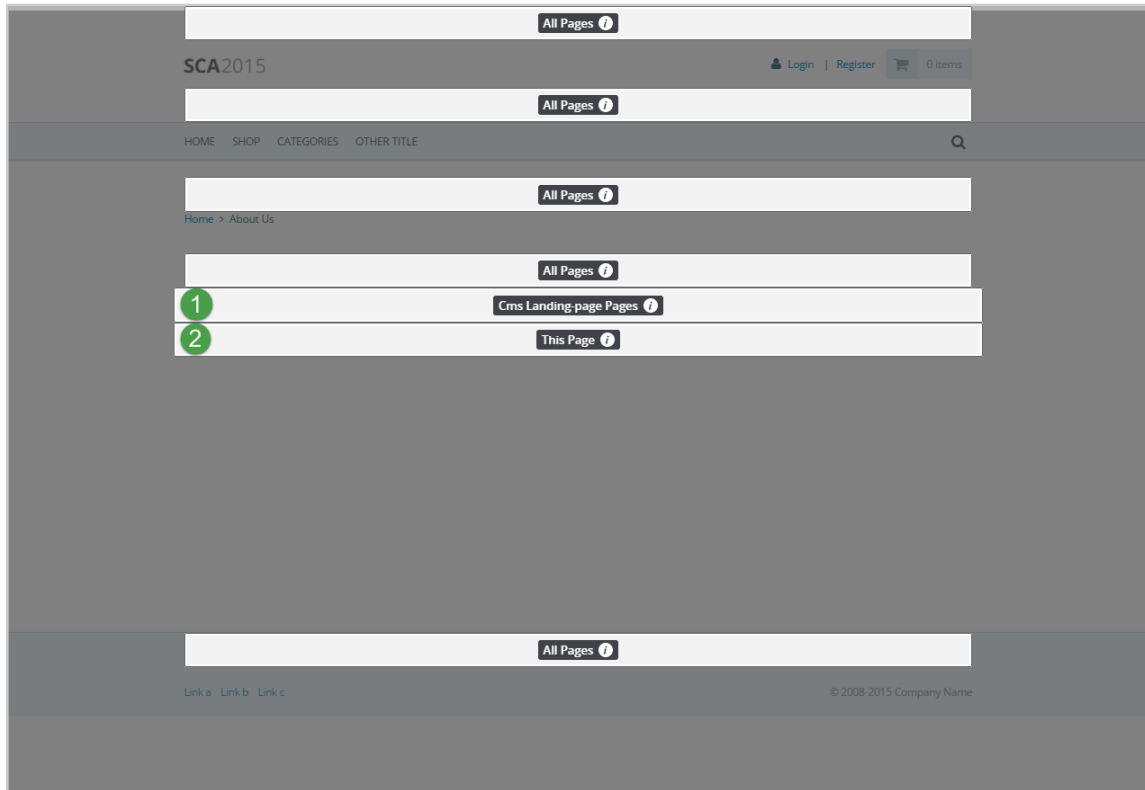 All Pages i
SCA2015 Login | Register 0 items
All Pages i
HOME SHOP CATEGORIES OTHER TITLE
All Pages i
Home > About Us
All Pages i
1 Cms Landing-page Pages i
2 This Page i
All Pages i
Link a Link b Link c © 2008-2015 Company Name